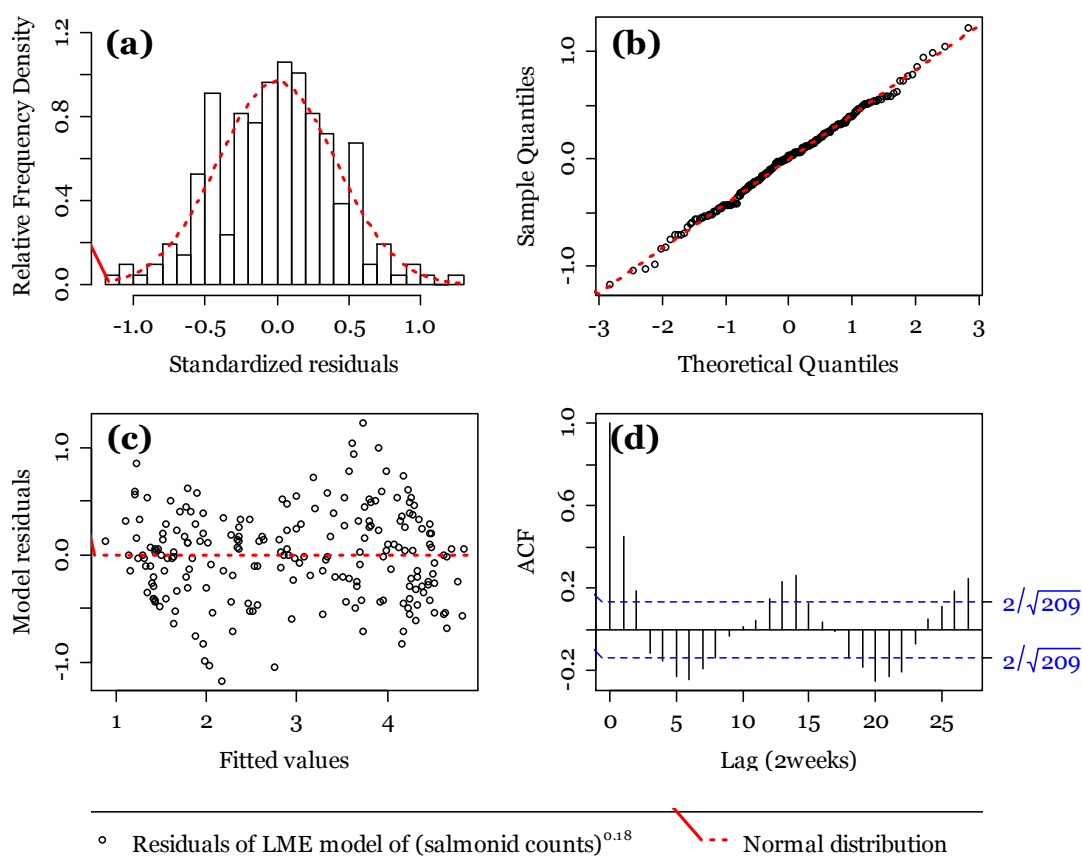 (a)
Relative Frequency Density
1.2
0.8
0.4
0.0
-1.0 -0.5 0.0 0.5 1.0
Standardized residuals
(b)
Sample Quantiles
1.0
0.0
-1.0
-3 -2 -1 0 1 2 3
Theoretical Quantiles
(c)
Model residuals
1.0
0.0
-1.0
1 2 3 4
Fitted values
(d)
ACF
1.0
0.6
0.2
-0.2
2/√209
2/√209
0 5 10 15 20 25
Lag (2weeks)
Residuals of LME model of (salmonid counts)^0.18
Normal distribution